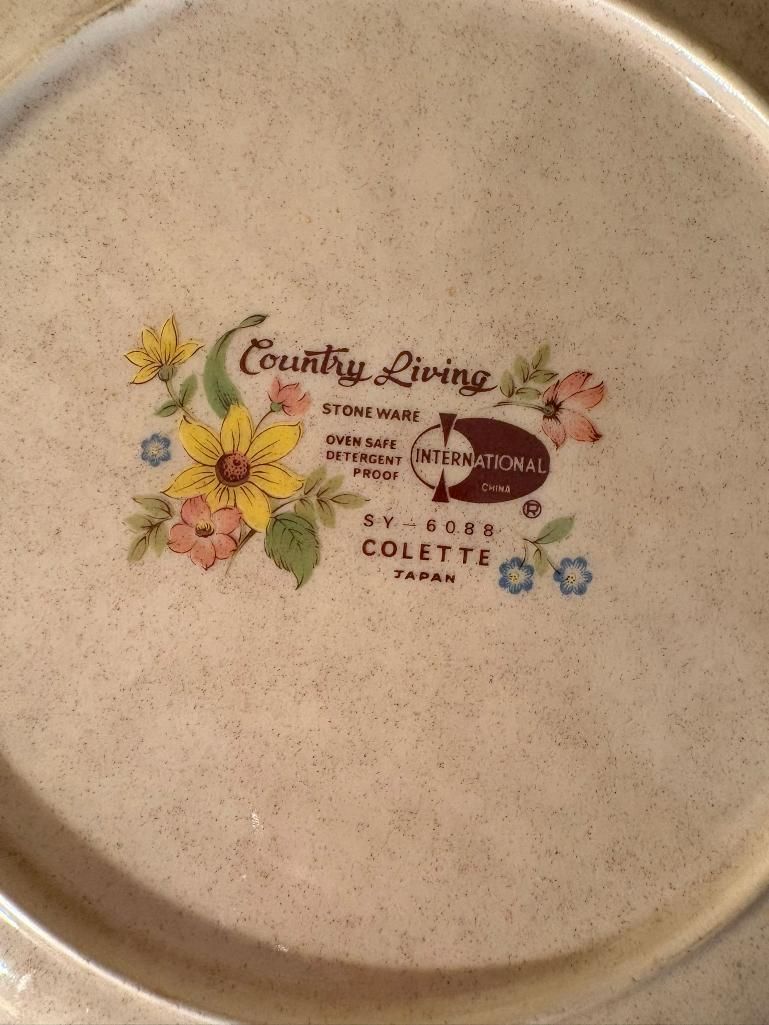 Country Living
STONEWARE
OVEN SAFE
DETERGENT
PROOF
INTERNATIONAL
CHINA
®
SY-6088
COLETTE
JAPAN